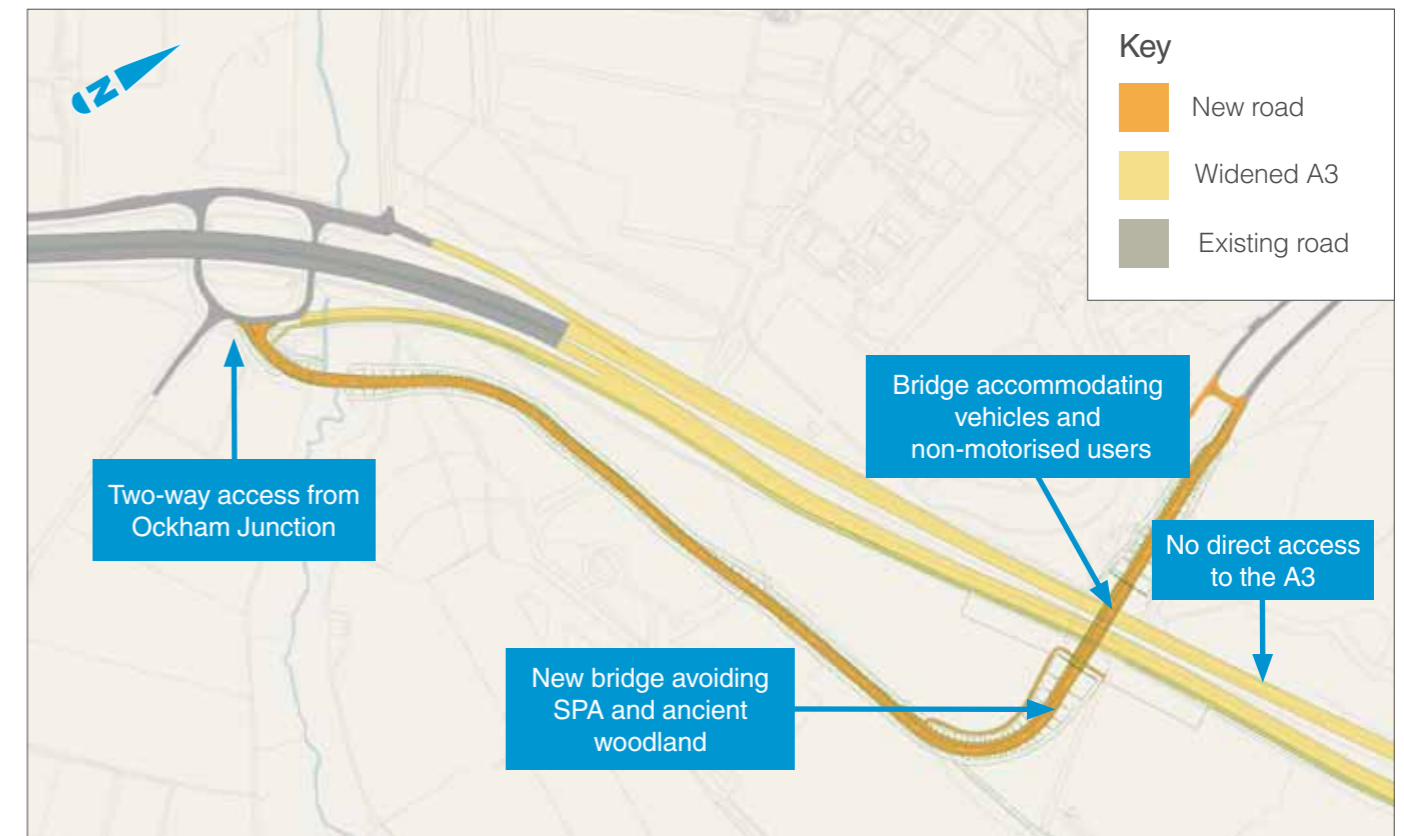 N
Key
New road
Widened A3
Existing road
Bridge accommodating
vehicles and
non-motorised users
No direct access
to the A3
Two-way access from
Ockham Junction
New bridge avoiding
SPA and ancient
woodland